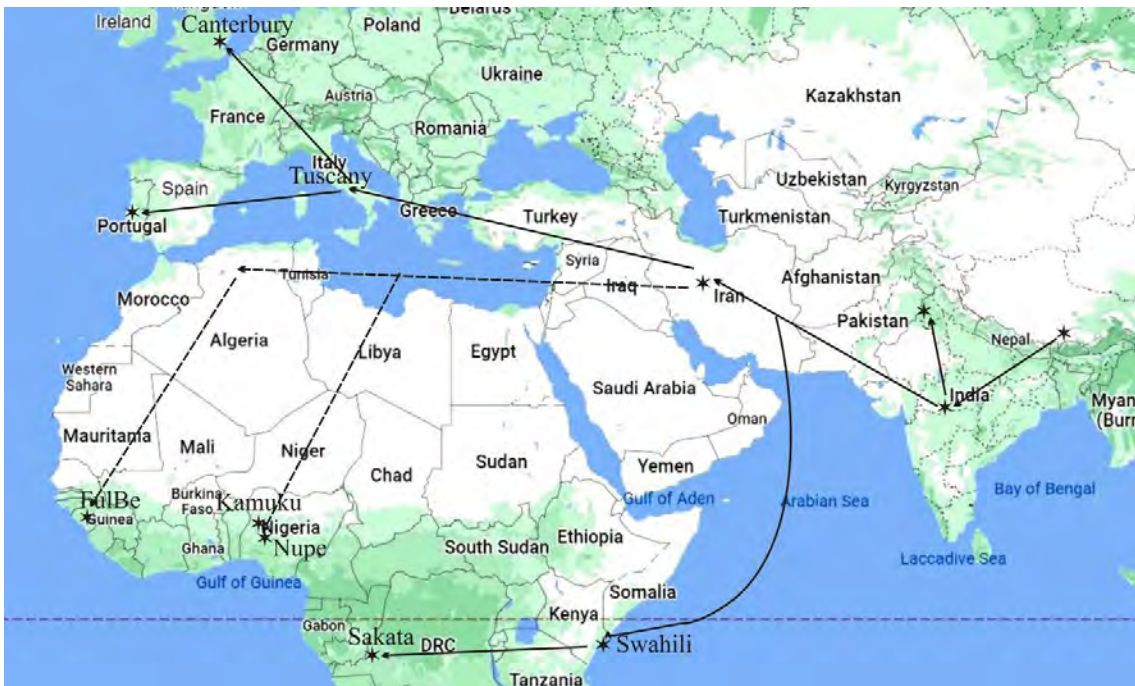 Ireland
Canterbury
Poland
Belarus
Germany
Ukraine
Kazakhstan
Austria
France
Romania
Italy
Tuscany
Uzbekistan
Kyrgyzstan
Spain
Greece
Turkey
Turkmenistan
Portugal
Syria
Afghanistan
Tunisia
Iraq
Iran
Morocco
Pakistan
Nepal
Algeria
Libya
Egypt
Western
Sahara
Saudi Arabia
India
Myan
(Burm
Oman
Mauritania
Mali
Niger
Chad
Sudan
Yemen
FulBe
Guinea
Burkina
Faso
Kamuku
Nigeria
Nupe
Gulf of Aden
Arabian Sea
Bay of Bengal
Ghana
South Sudan
Ethiopia
Laccadive Sea
Gulf of Guinea
Somalia
Kenya
Gabon
Sakata
DRC
Swahili
Tanzania